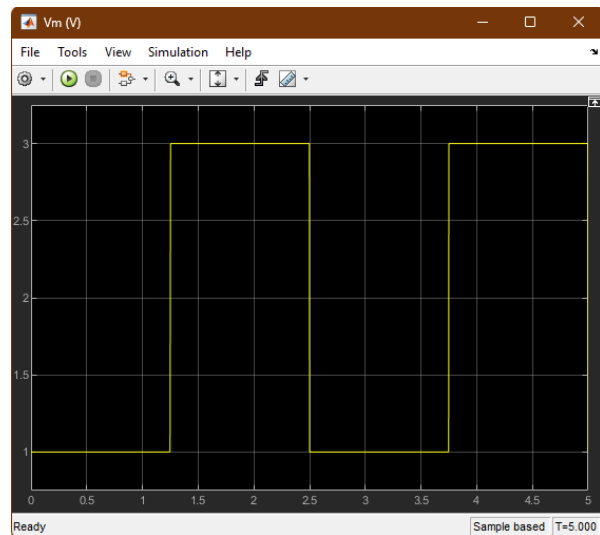 Vm (V)
File Tools View Simulation Help
3
2.5
2
1.5
1
0 0.5 1 1.5 2 2.5 3 3.5 4 4.5 5
Ready Sample based T=5.000